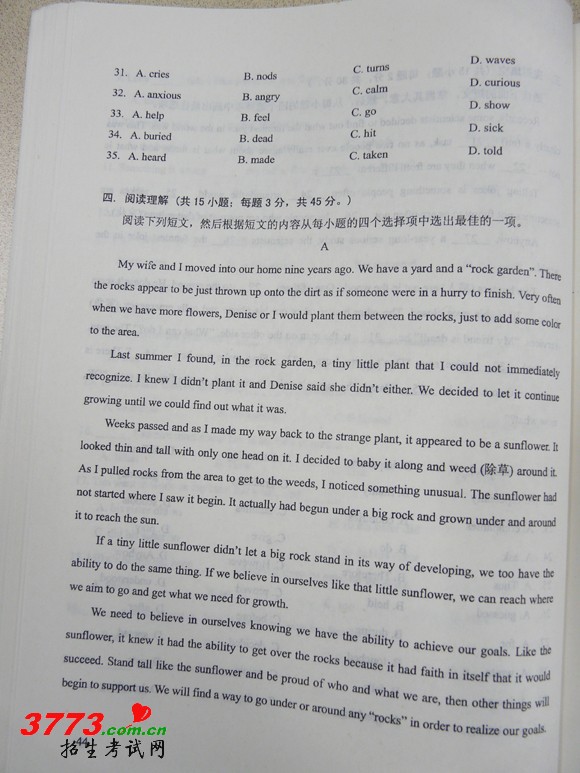 31. A. cries B. nods C. turns D. waves
32. A. anxious B. angry C. calm D. curious
33. A. help B. feel C. go D. show
34. A. buried B. dead C. hit D. sick
35. A. heard B. made C. taken D. told
四. 阅读理解 (共 15 小题；每题 3 分，共 45 分。)
阅读下列短文，然后根据短文的内容从每小题的四个选择项中选出最佳的一项。
A
My wife and I moved into our home nine years ago. We have a yard and a “rock garden”. There
the rocks appear to be just thrown up onto the dirt as if someone were in a hurry to finish. Very often
when we have more flowers, Denise or I would plant them between the rocks, just to add some color
to the area.
Last summer I found, in the rock garden, a tiny little plant that I could not immediately
recognize. I knew I didn’t plant it and Denise said she didn’t either. We decided to let it continue
growing until we could find out what it was.
Weeks passed and as I made my way back to the strange plant, it appeared to be a sunflower. It
looked thin and tall with only one head on it. I decided to baby it along and weed (除草) around it.
As I pulled rocks from the area to get to the weeds, I noticed something unusual. The sunflower had
not started where I saw it begin. It actually had begun under a big rock and grown under and around
it to reach the sun.
If a tiny little sunflower didn’t let a big rock stand in its way of developing, we too have the
ability to do the same thing. If we believe in ourselves like that little sunflower, we can reach where
we aim to go and get what we need for growth.
We need to believe in ourselves knowing we have the ability to achieve our goals. Like the
sunflower, it knew it had the ability to get over the rocks because it had faith in itself that it would
succeed. Stand tall like the sunflower and be proud of who and what we are, then other things will
begin to support us. We will find a way to go under or around any “rocks” in order to realize our goals.
3773.com.cn
招生考试网